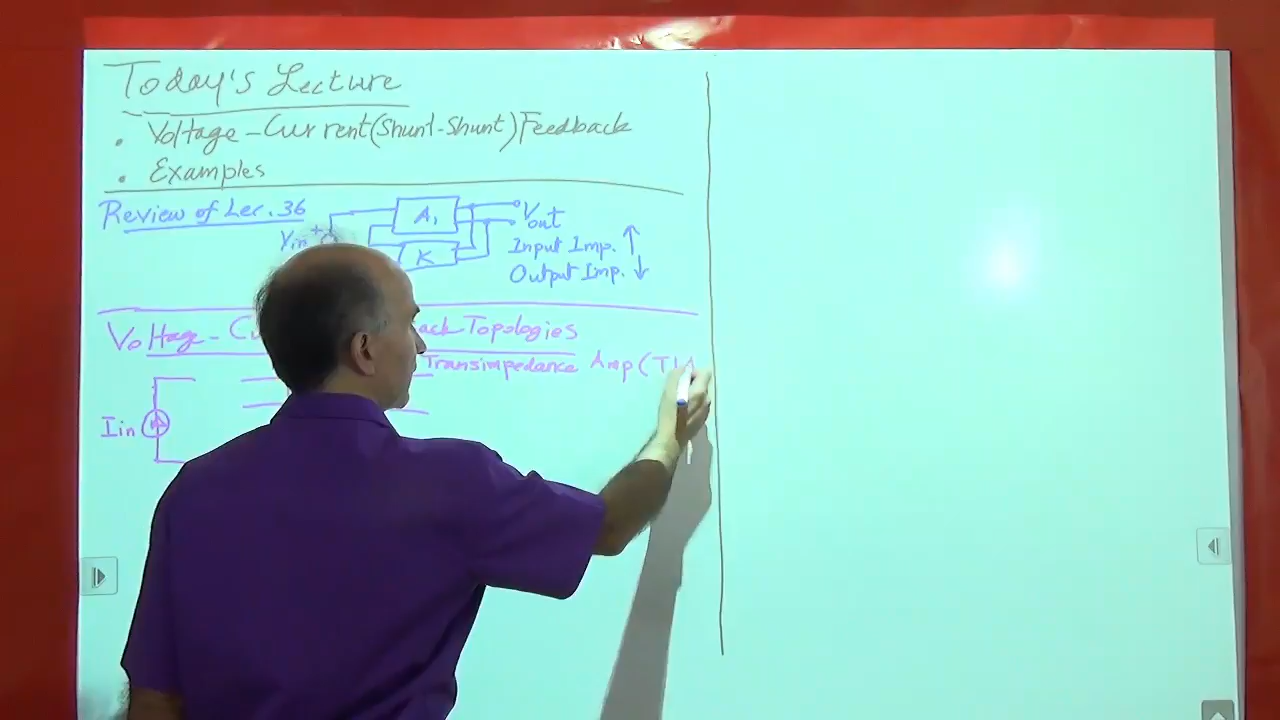 Today's Lecture
• Voltage-Current(Shunt-Shunt)Feedback
• Examples
Review of Lec. 36
A1
Vout
Vin
+
K
Input Imp. ↑
Output Imp. ↓
Voltage- Topologies
Transimpedance Amp (TIA
Iin